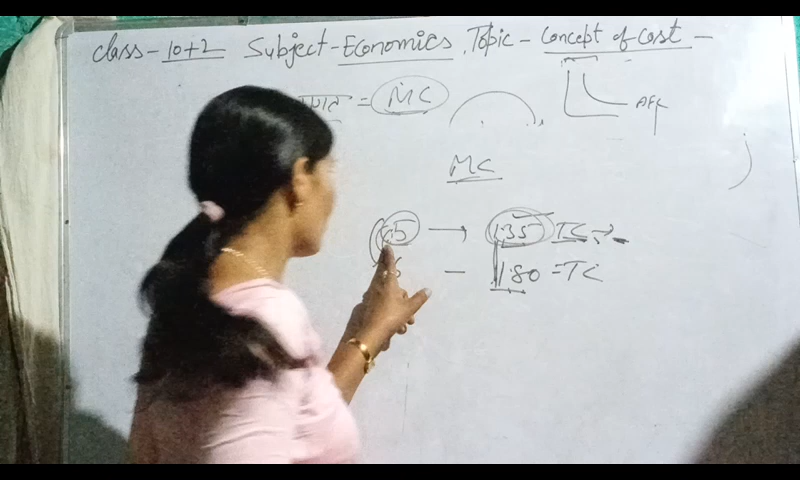 class - 10+2 Subject - Economics, Topic - Concept of Cost -
= MC
AFC
MC
5 → 135 TC
- 180 = TC